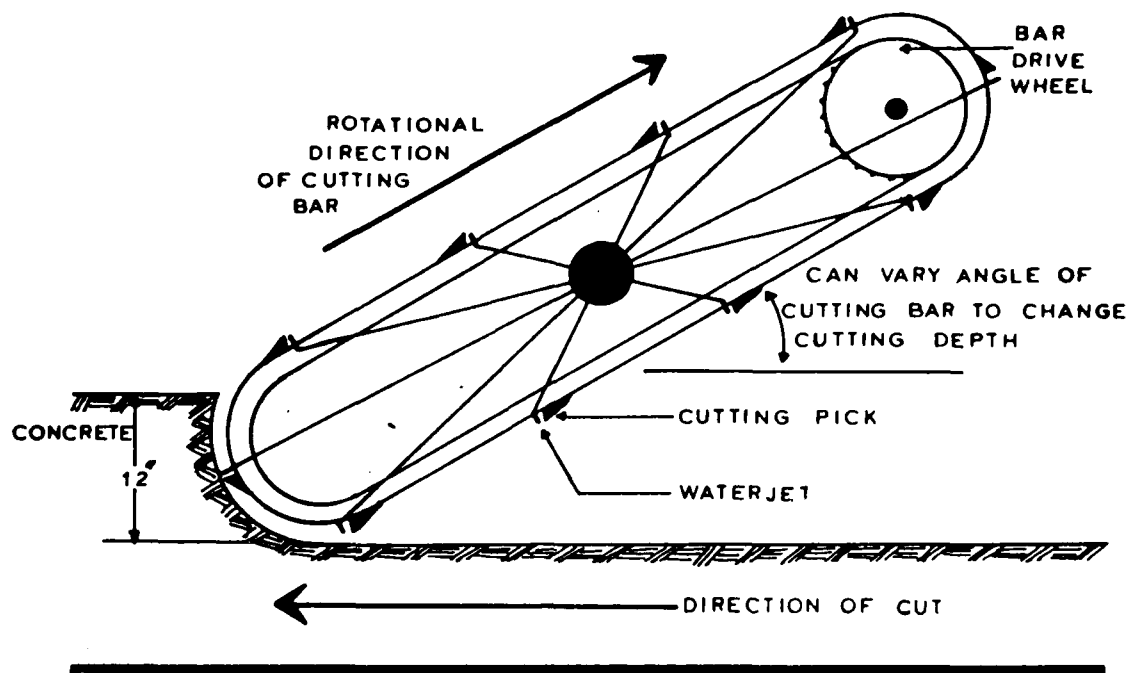 BAR
DRIVE
WHEEL
ROTATIONAL
DIRECTION
OF CUTTING
BAR
CAN VARY ANGLE OF
CUTTING BAR TO CHANGE
CUTTING DEPTH
CONCRETE
12"
CUTTING PICK
WATERJET
DIRECTION OF CUT